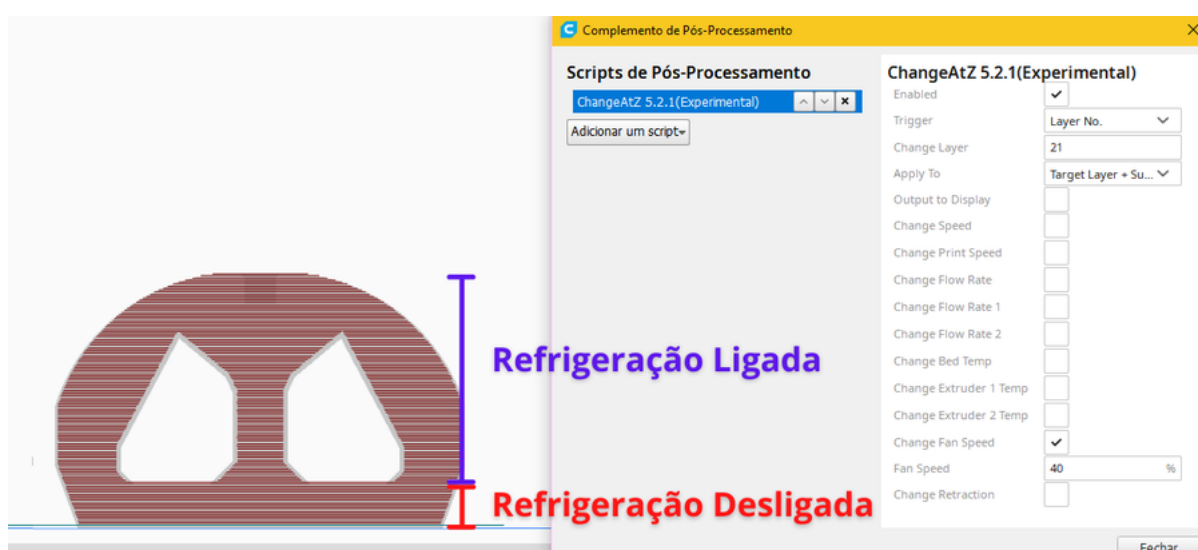 Complemento de Pós-Processamento
Scripts de Pós-Processamento
ChangeAtZ 5.2.1(Experimental)
Adicionar um script
ChangeAtZ 5.2.1(Experimental)
Enabled
Trigger Layer No.
Change Layer 21
Apply To Target Layer + Su...
Output to Display
Change Speed
Change Print Speed
Change Flow Rate
Change Flow Rate 1
Change Flow Rate 2
Change Bed Temp
Change Extruder 1 Temp
Change Extruder 2 Temp
Change Fan Speed
Fan Speed 40 %
Change Retraction
Fechar
Refrigeração Ligada
Refrigeração Desligada